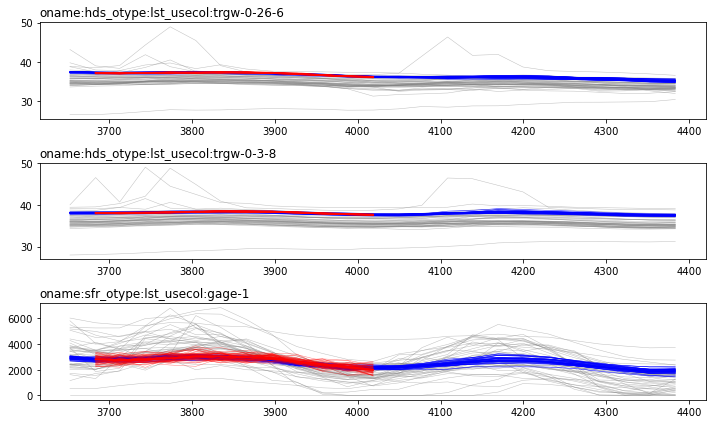 oname:hds_otype:lst_usecol:trgw-0-26-6
50
40
30
3700 3800 3900 4000 4100 4200 4300 4400
oname:hds_otype:lst_usecol:trgw-0-3-8
50
40
30
3700 3800 3900 4000 4100 4200 4300 4400
oname:sfr_otype:lst_usecol:gage-1
6000
4000
2000
0
3700 3800 3900 4000 4100 4200 4300 4400